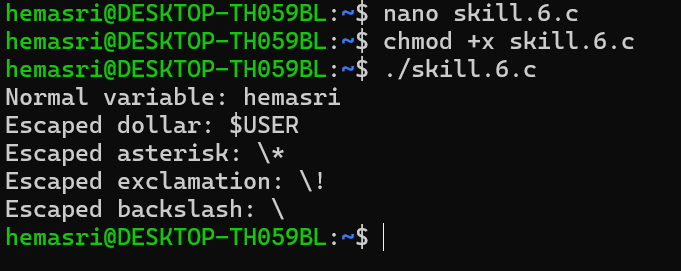 hemasri@DESKTOP-TH059BL:~$ nano skill.6.c
hemasri@DESKTOP-TH059BL:~$ chmod +x skill.6.c
hemasri@DESKTOP-TH059BL:~$ ./skill.6.c
Normal variable: hemasri
Escaped dollar: $USER
Escaped asterisk: \*
Escaped exclamation: \!
Escaped backslash: \
hemasri@DESKTOP-TH059BL:~$